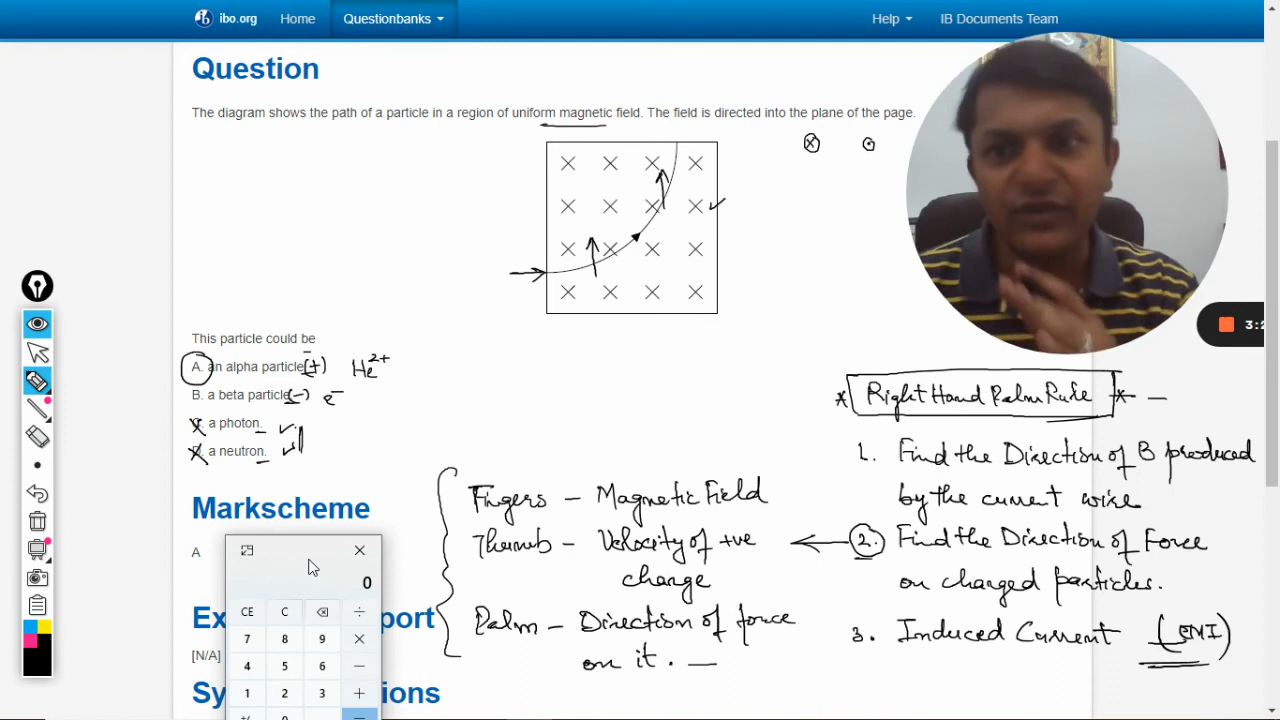 ibo.org
Home
Questionbanks
Help
IB Documents Team
Question
The diagram shows the path of a particle in a region of uniform magnetic field. The field is directed into the plane of the page.
This particle could be
A. an alpha particle (+) He²⁺
B. a beta particle (–) e⁻
a photon.
a neutron.
Markscheme
A
[N/A]
CE C ÷
0
7 8 9 ×
4 5 6 −
1 2 3 +
Fingers – Magnetic Field
Thumb – Velocity of +ve
charge
Palm – Direction of force
on it. —
* Right Hand Palm Rule * —
1. Find the Direction of B produced
by the current wire
2. Find the Direction of Force
on charged particles.
3. Induced Current (EMI)